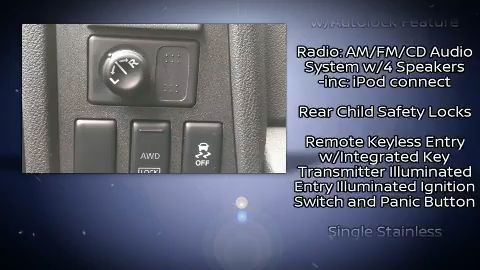 w/Autolock Feature
Radio: AM/FM/CD Audio
System w/4 Speakers
-inc: iPod connect
Rear Child Safety Locks
Remote Keyless Entry
w/Integrated Key
Transmitter Illuminated
Entry Illuminated Ignition
Switch and Panic Button
Single Stainless
L R
AWD
LOCK
OFF